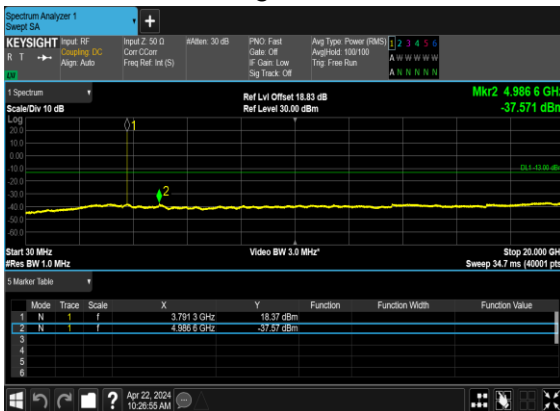 Spectrum Analyzer 1
Swept SA
KEYSIGHT
R T
LV
Input: RF
Coupling: DC
Align: Auto
Input Z: 50 Ω
Corr CCorr
Freq Ref: Int (S)
#Atten: 30 dB
PNO: Fast
Gate: Off
IF Gain: Low
Sig Track: Off
Avg Type: Power (RMS)
Avg|Hold: 100/100
Trig: Free Run
1 2 3 4 5 6
A W W W W W
A N N N N N
1 Spectrum
Scale/Div 10 dB
Ref Lvl Offset 18.83 dB
Ref Level 30.00 dBm
Mkr2 4.986 6 GHz
-37.571 dBm
Log
20.0
10.0
0.00
-10.0
-20.0
-30.0
-40.0
-50.0
-60.0
1
2
DL1 -13.00 dBm
Start 30 MHz
#Res BW 1.0 MHz
Video BW 3.0 MHz*
Stop 20.000 GHz
Sweep 34.7 ms (40001 pts)
5 Marker Table
Mode Trace Scale X Y Function Function Width Function Value
1 N 1 f 3.791 3 GHz 18.37 dBm
2 N 1 f 4.986 6 GHz -37.57 dBm
3
4
5
6
?
Apr 22, 2024
10:26:55 AM